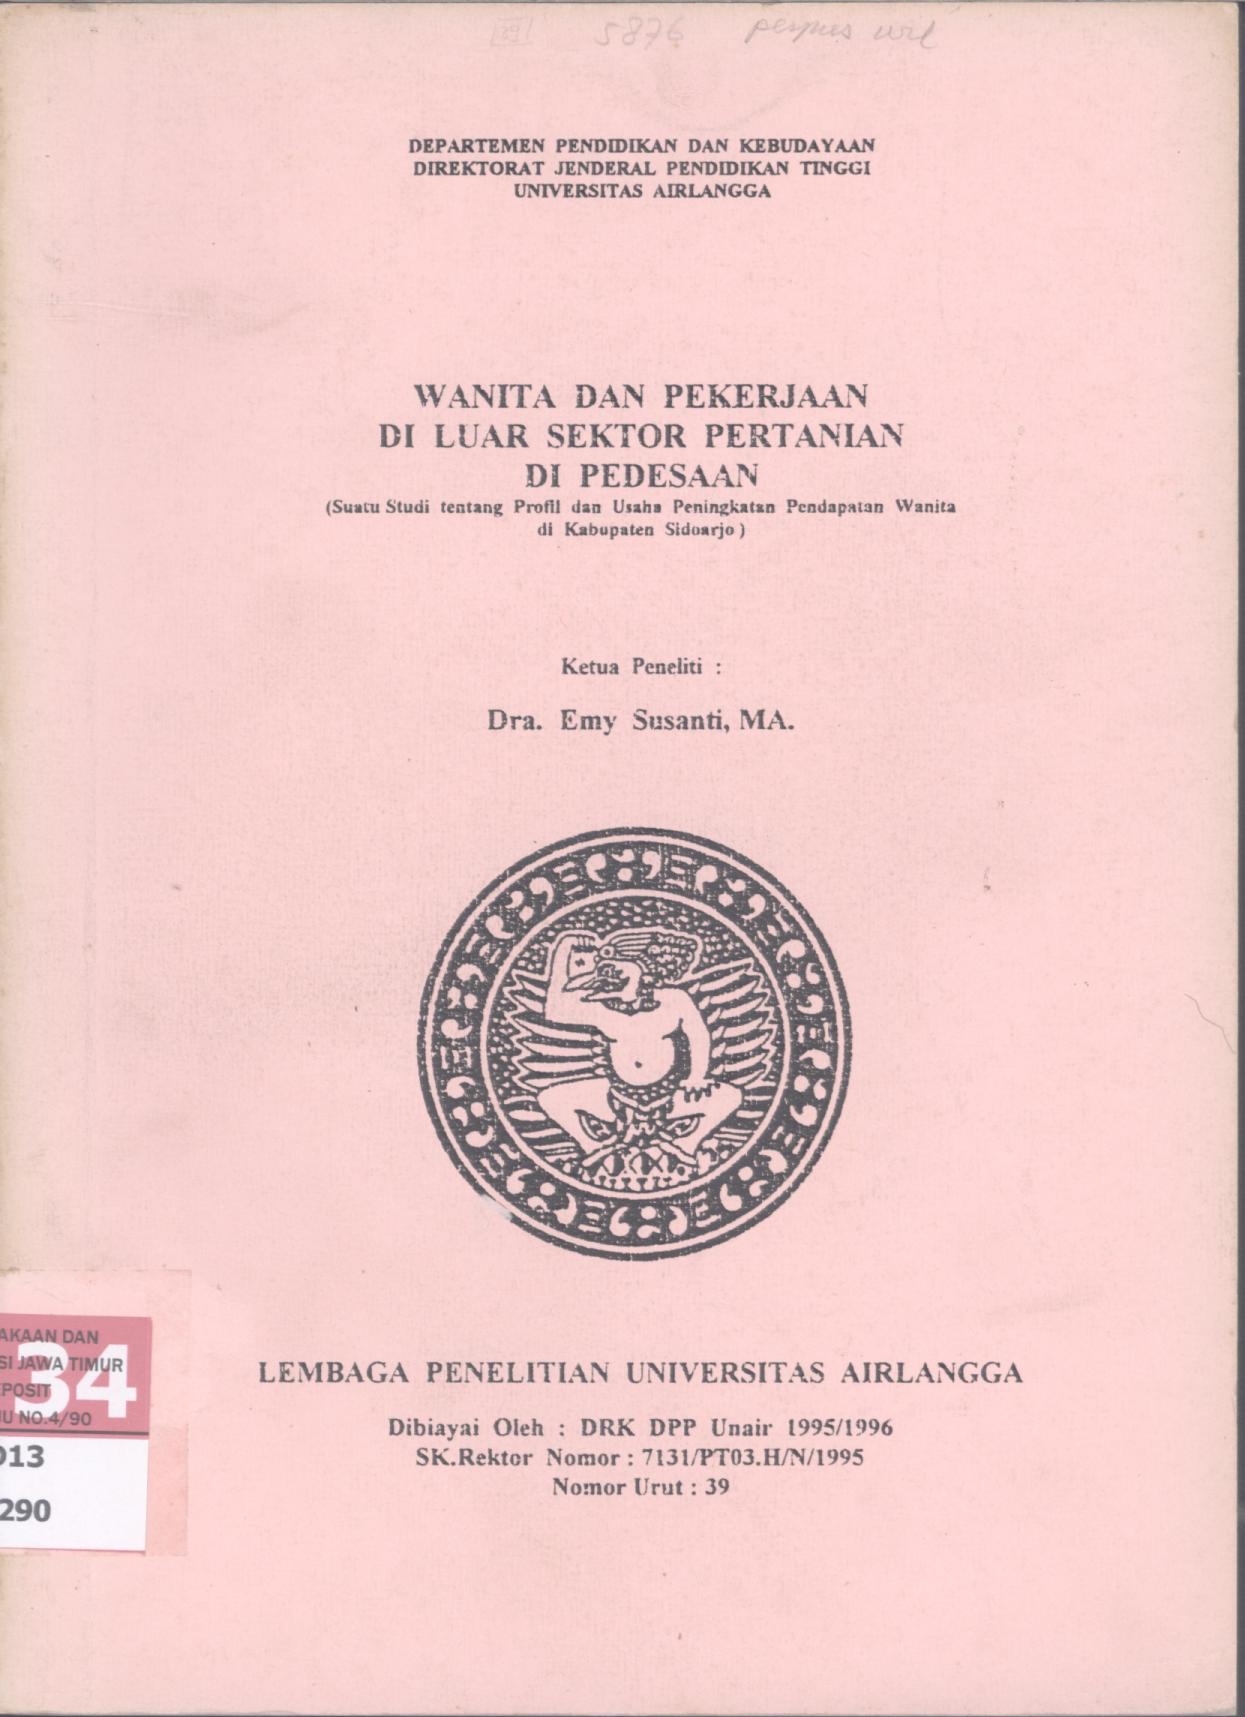 5876 perpus wil
DEPARTEMEN PENDIDIKAN DAN KEBUDAYAAN
DIREKTORAT JENDERAL PENDIDIKAN TINGGI
UNIVERSITAS AIRLANGGA
WANITA DAN PEKERJAAN
DI LUAR SEKTOR PERTANIAN
DI PEDESAAN
(Suatu Studi tentang Profil dan Usaha Peningkatan Pendapatan Wanita
di Kabupaten Sidoarjo)
Ketua Peneliti :
Dra. Emy Susanti, MA.
AKAAN DAN
SI JAWA TIMUR
EPOSIT
JU NO.4/90
34
013
290
LEMBAGA PENELITIAN UNIVERSITAS AIRLANGGA
Dibiayai Oleh : DRK DPP Unair 1995/1996
SK.Rektor Nomor : 7131/PT03.H/N/1995
Nomor Urut : 39